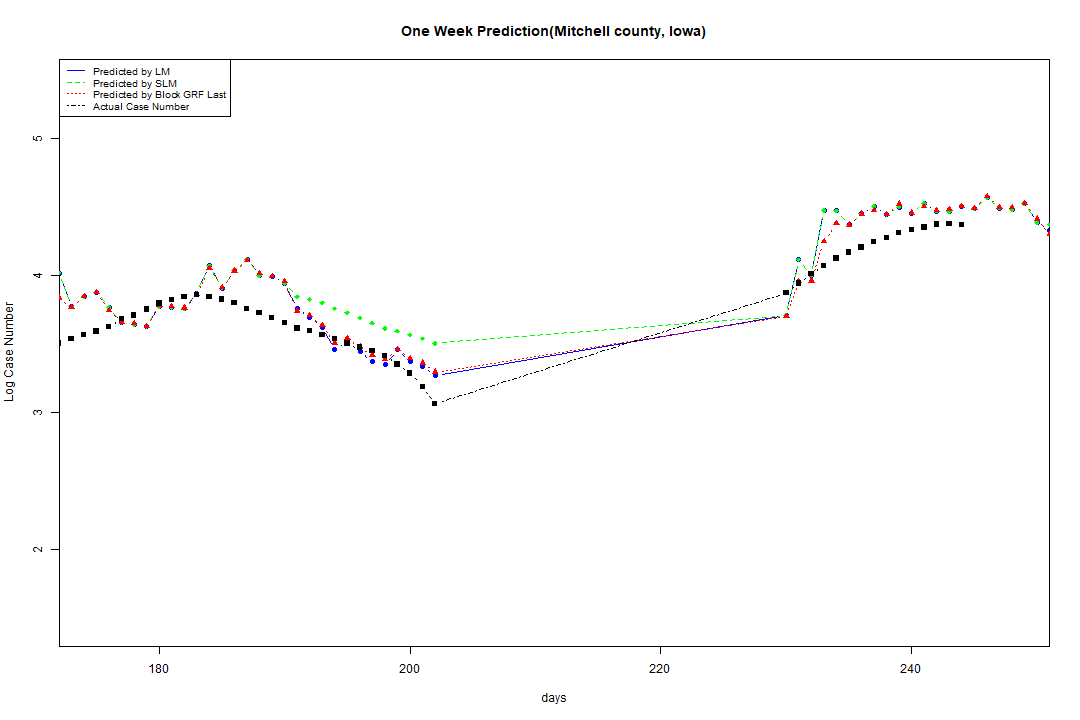 One Week Prediction(Mitchell county, Iowa)
Predicted by LM
Predicted by SLM
Predicted by Block GRF Last
Actual Case Number
5
4
3
2
Log Case Number
180 200 220 240
days